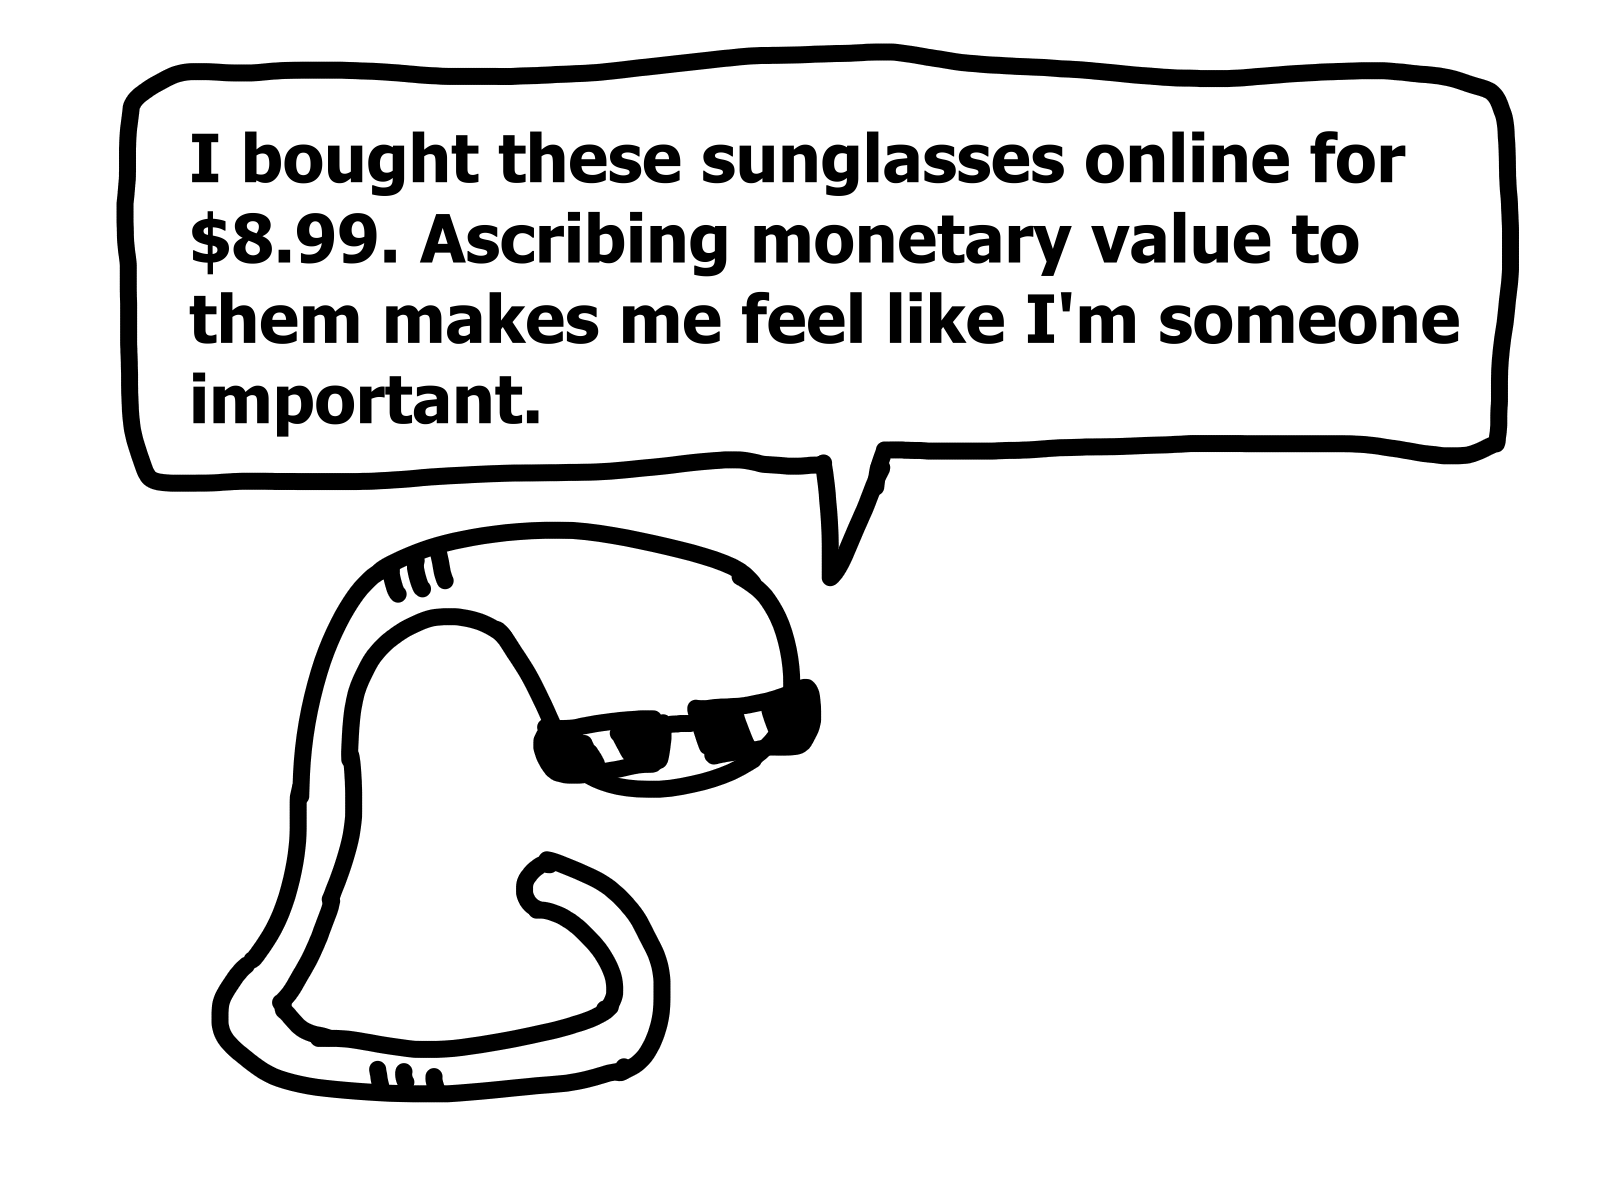 I bought these sunglasses online for
$8.99. Ascribing monetary value to
them makes me feel like I'm someone
important.